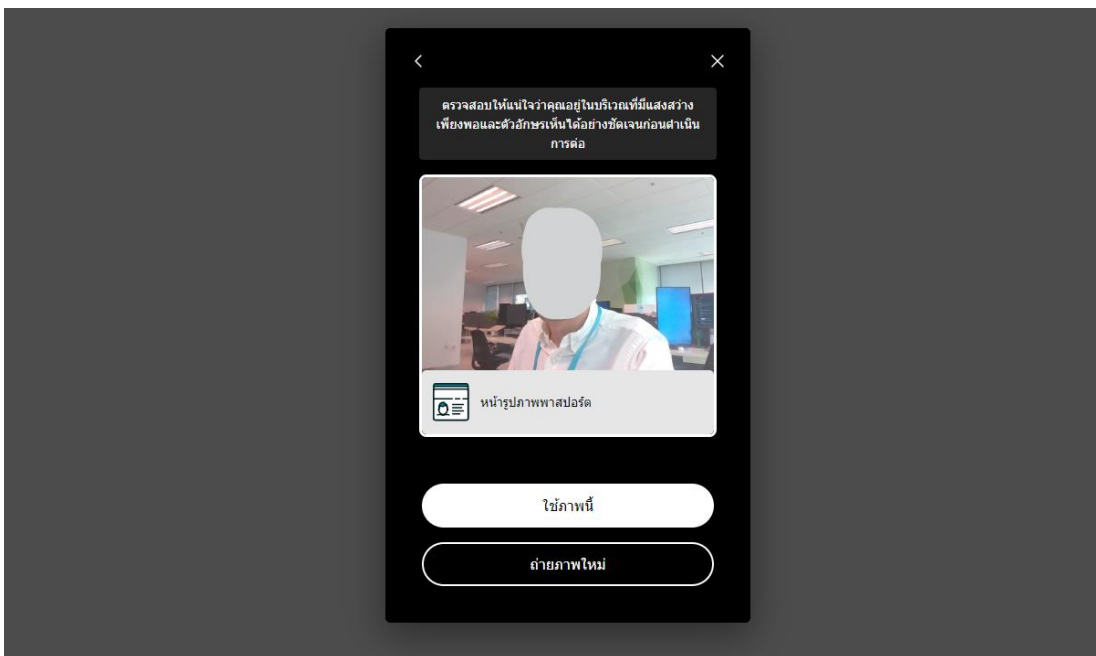 ตรวจสอบให้แน่ใจว่าคุณอยู่ในบริเวณที่มีแสงสว่าง
เพียงพอและตัวอักษรเห็นได้อย่างชัดเจนก่อนดำเนิน
การต่อ
หน้ารูปภาพพาสปอร์ต
ใช้ภาพนี้
ถ่ายภาพใหม่